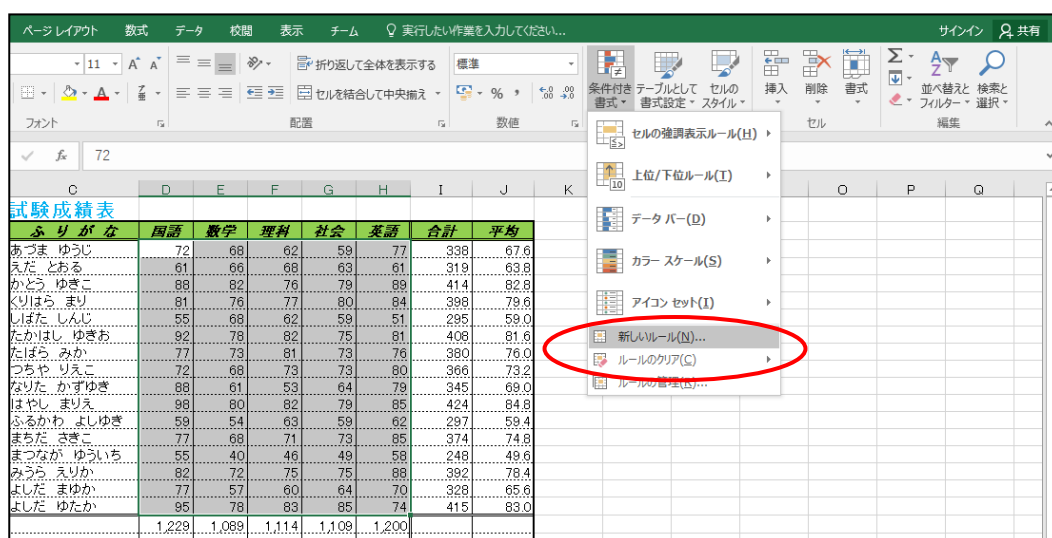 ページ レイアウト 数式 データ 校閲 表示 チーム 実行したい作業を入力してください... サインイン 共有
11 A A 折り返して全体を表示する 標準
セルを結合して中央揃え % , 条件付き書式 テーブルとして書式設定 セルのスタイル 挿入 削除 書式 並べ替えと フィルター 検索と 選択
フォント 配置 数値 セル 編集
fx 72
C D E F G H I J K O P Q
試験成績表
ふりがな 国語 数学 理科 社会 英語 合計 平均
あづま ゆうじ 72 68 62 59 77 338 67.6
えだ とおる 61 66 68 63 61 319 63.8
かとう ゆきこ 88 82 76 79 89 414 82.8
くりはら まり 81 76 77 80 84 398 79.6
しばた しんじ 55 68 62 59 51 295 59.0
たかはし ゆきお 92 78 82 75 81 408 81.6
たばら みか 77 73 81 73 76 380 76.0
つちや りえこ 72 68 73 73 80 366 73.2
なりた かずゆき 88 61 53 64 79 345 69.0
はやし まりえ 98 80 82 79 85 424 84.8
ふるかわ よしゆき 59 54 63 59 62 297 59.4
まちだ さきこ 77 68 71 73 85 374 74.8
まつなが ゆういち 55 40 46 49 58 248 49.6
みうら えりか 82 72 75 75 88 392 78.4
よしだ まゆか 77 57 60 64 70 328 65.6
よしだ ゆたか 95 78 83 85 74 415 83.0
1,229 1,089 1,114 1,109 1,200
セルの強調表示ルール(H)
上位/下位ルール(T)
データ バー(D)
カラー スケール(S)
アイコン セット(I)
新しいルール(N)...
ルールのクリア(C)
ルールの管理(R)...